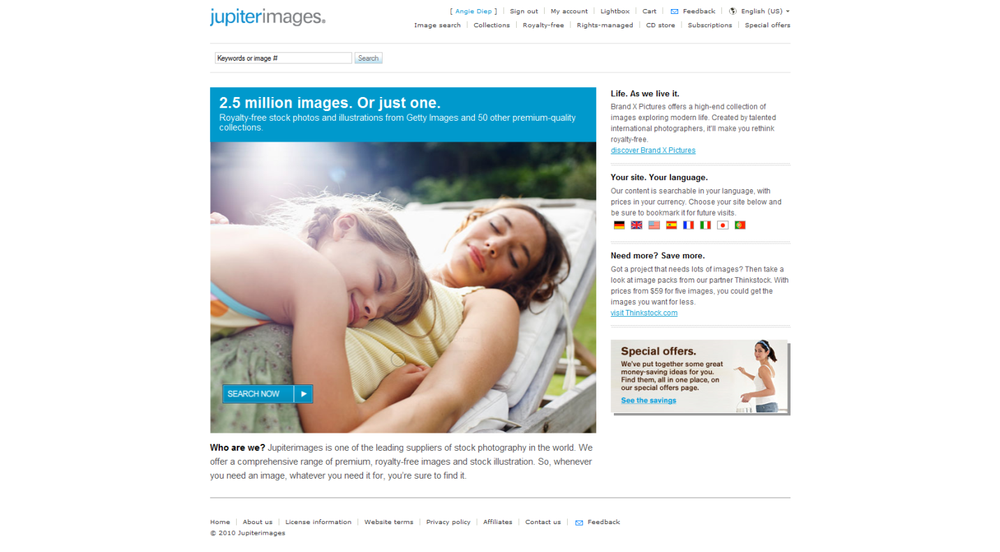 jupiterimages®
[ Angie Diep ] Sign out My account Lightbox Cart Feedback English (US)
Image search Collections Royalty-free Rights-managed CD store Subscriptions Special offers
Keywords or image # Search
2.5 million images. Or just one.
Royalty-free stock photos and illustrations from Getty Images and 50 other premium-quality
collections.
SEARCH NOW
Who are we? Jupiterimages is one of the leading suppliers of stock photography in the world. We
offer a comprehensive range of premium, royalty-free images and stock illustration. So, whenever
you need an image, whatever you need it for, you're sure to find it.
Life. As we live it.
Brand X Pictures offers a high-end collection of
images exploring modern life. Created by talented
international photographers, it'll make you rethink
royalty-free.
discover Brand X Pictures
Your site. Your language.
Our content is searchable in your language, with
prices in your currency. Choose your site below and
be sure to bookmark it for future visits.
Need more? Save more.
Got a project that needs lots of images? Then take a
look at image packs from our partner Thinkstock. With
prices from $59 for five images, you could get the
images you want for less.
visit Thinkstock.com
Special offers.
We've put together some great
money-saving ideas for you.
Find them, all in one place, on
our special offers page.
See the savings
Home About us License information Website terms Privacy policy Affiliates Contact us Feedback
© 2010 Jupiterimages